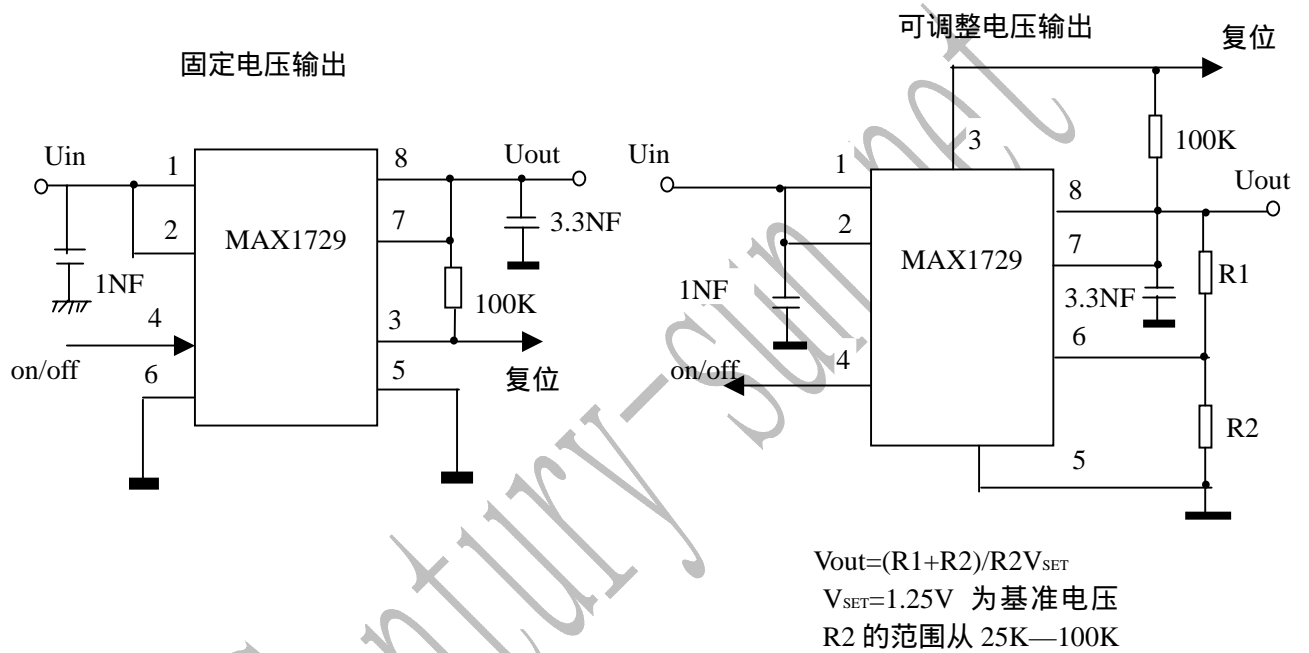 固定电压输出
Uin
1
2
1NF
4
on/off
6
MAX1729
8
Uout
7
3.3NF
100K
3
复位
5
可调整电压输出
复位
3
100K
Uin
1
2
1NF
4
on/off
MAX1729
8
Uout
7
3.3NF
R1
6
R2
5
Vout=(R1+R2)/R2VSET
VSET=1.25V 为基准电压
R2 的范围从 25K—100K